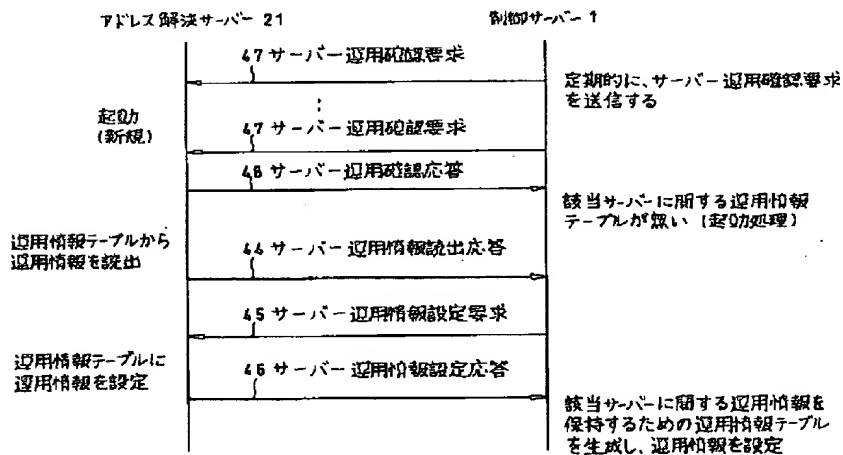 アドレス解決サーバー 21
制御サーバー 1
47 サーバー運用確認要求
定期的に、サーバー運用確認要求
を送信する
起動
(新規)
47 サーバー運用確認要求
48 サーバー運用確認応答
該当サーバーに関する運用情報
テーブルが無い (起動処理)
運用情報テーブルから
運用情報を読出
44 サーバー運用情報読出応答
45 サーバー運用情報設定要求
運用情報テーブルに
運用情報を設定
46 サーバー運用情報設定応答
該当サーバーに関する運用情報を
保持するための運用情報テーブル
を生成し、運用情報を設定